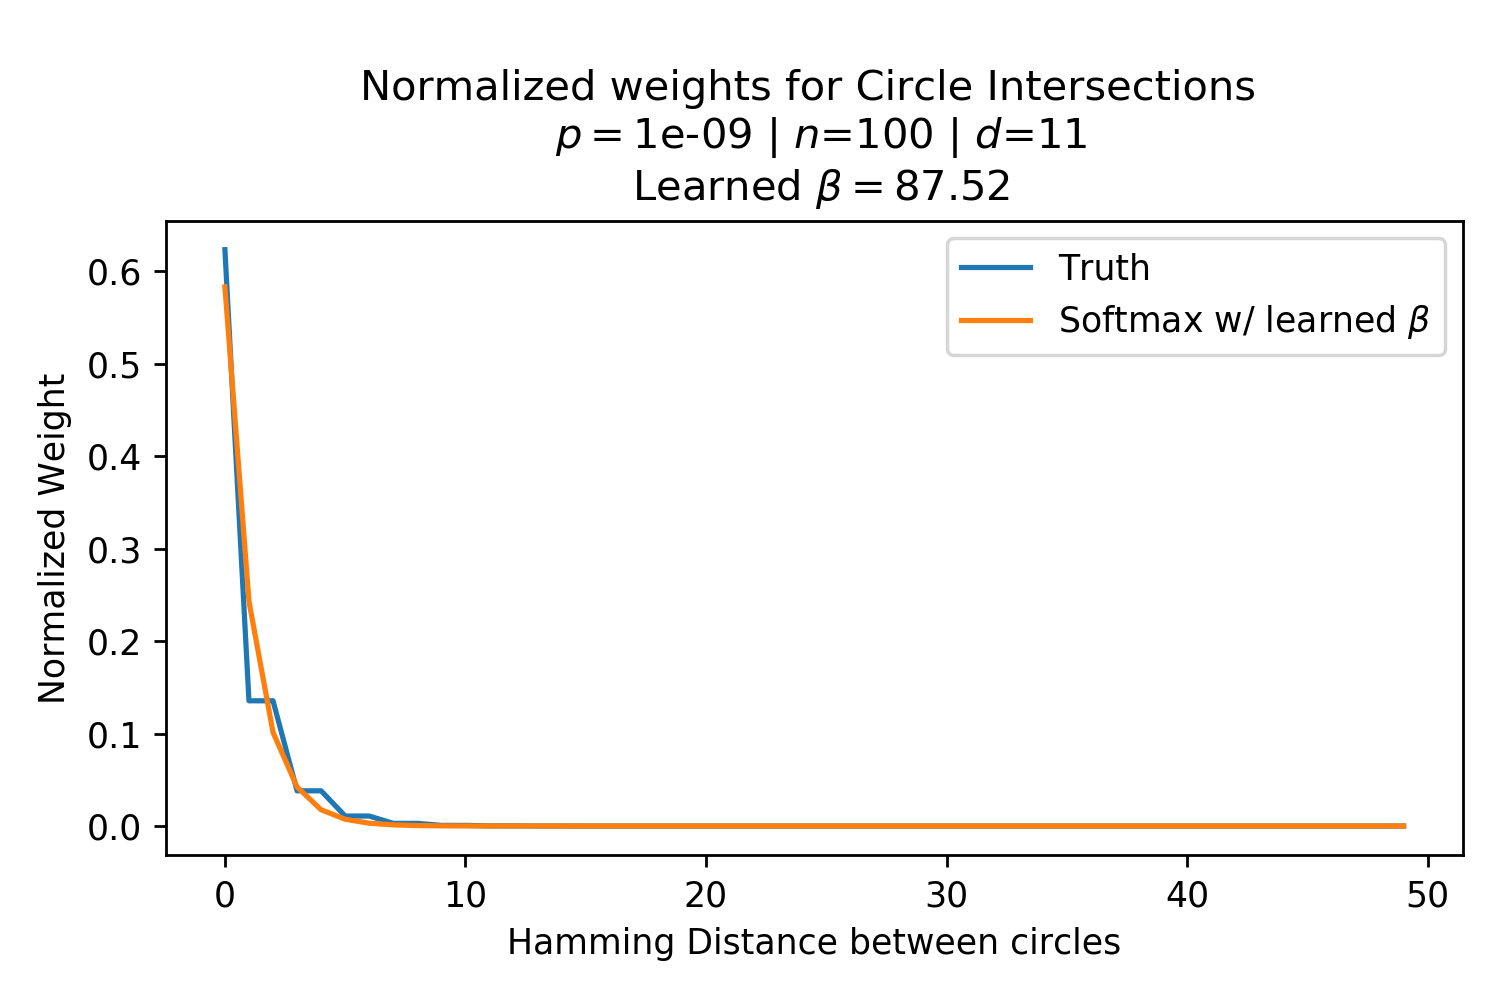 Normalized weights for Circle Intersections
p = 1e-09 | n=100 | d=11
Learned β = 87.52
Truth
Softmax w/ learned β
Normalized Weight
0.6
0.5
0.4
0.3
0.2
0.1
0.0
0 10 20 30 40 50
Hamming Distance between circles